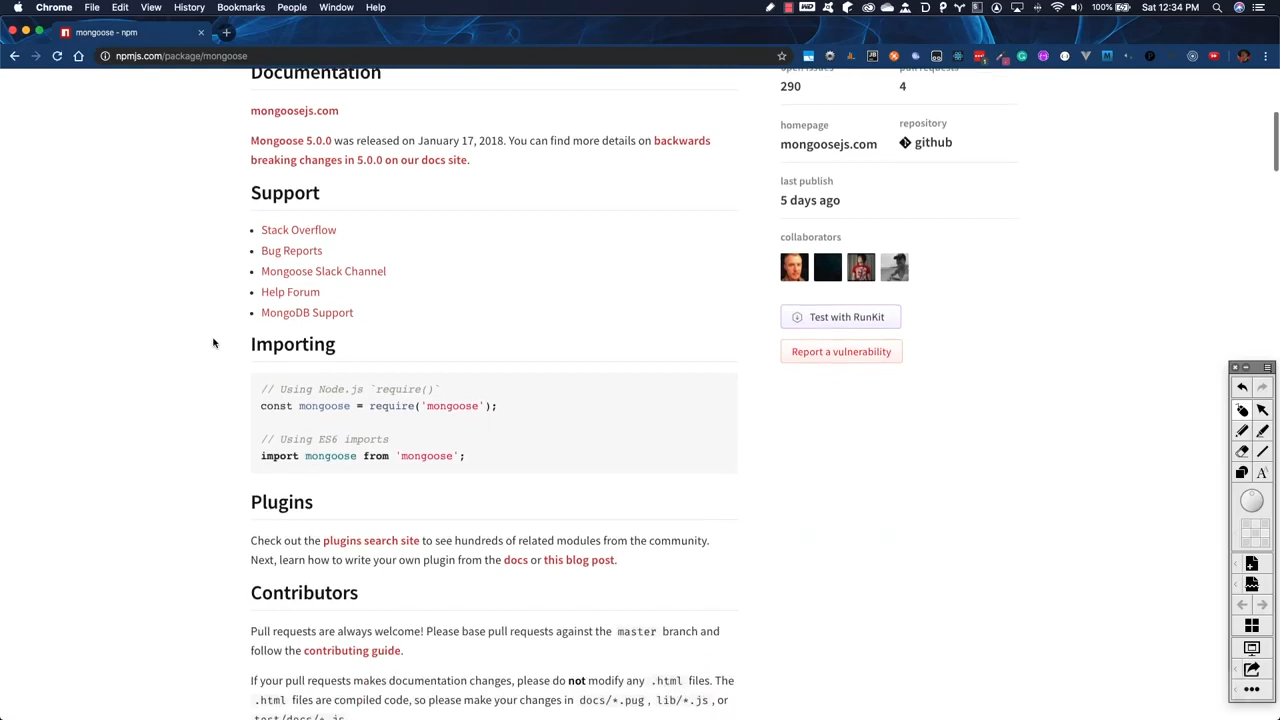 Chrome File Edit View History Bookmarks People Window Help
100% Sat 12:34 PM
mongoose - npm
npmjs.com/package/mongoose
Documentation
open issues pull requests
290 4
mongoosejs.com
homepage repository
mongoosejs.com github
Mongoose 5.0.0 was released on January 17, 2018. You can find more details on backwards
breaking changes in 5.0.0 on our docs site.
last publish
5 days ago
Support
collaborators
Stack Overflow
Bug Reports
Mongoose Slack Channel
Help Forum
MongoDB Support
Test with RunKit
Report a vulnerability
Importing
// Using Node.js `require()`
const mongoose = require('mongoose');
// Using ES6 imports
import mongoose from 'mongoose';
Plugins
Check out the plugins search site to see hundreds of related modules from the community.
Next, learn how to write your own plugin from the docs or this blog post.
Contributors
Pull requests are always welcome! Please base pull requests against the master branch and
follow the contributing guide.
If your pull requests makes documentation changes, please do not modify any .html files. The
.html files are compiled code, so please make your changes in docs/*.pug, lib/*.js, or
test/docs/*.js.